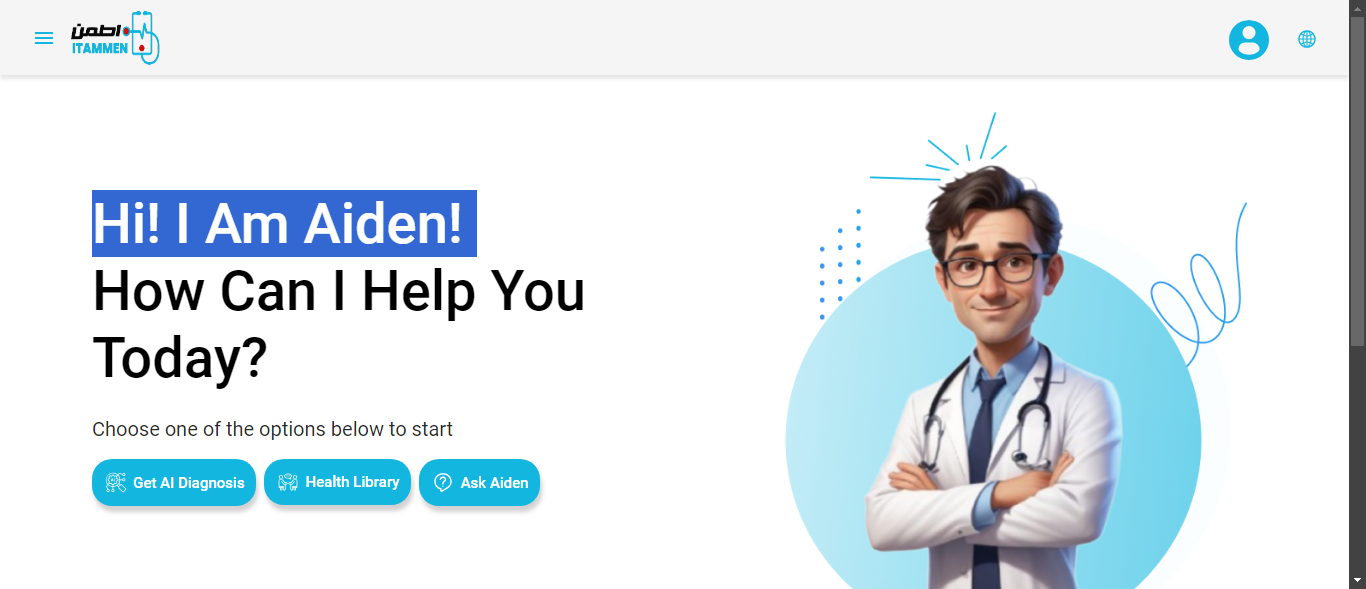 اطمن
ITAMMEN
Hi! I Am Aiden!
How Can I Help You
Today?
Choose one of the options below to start
Get AI Diagnosis
Health Library
Ask Aiden